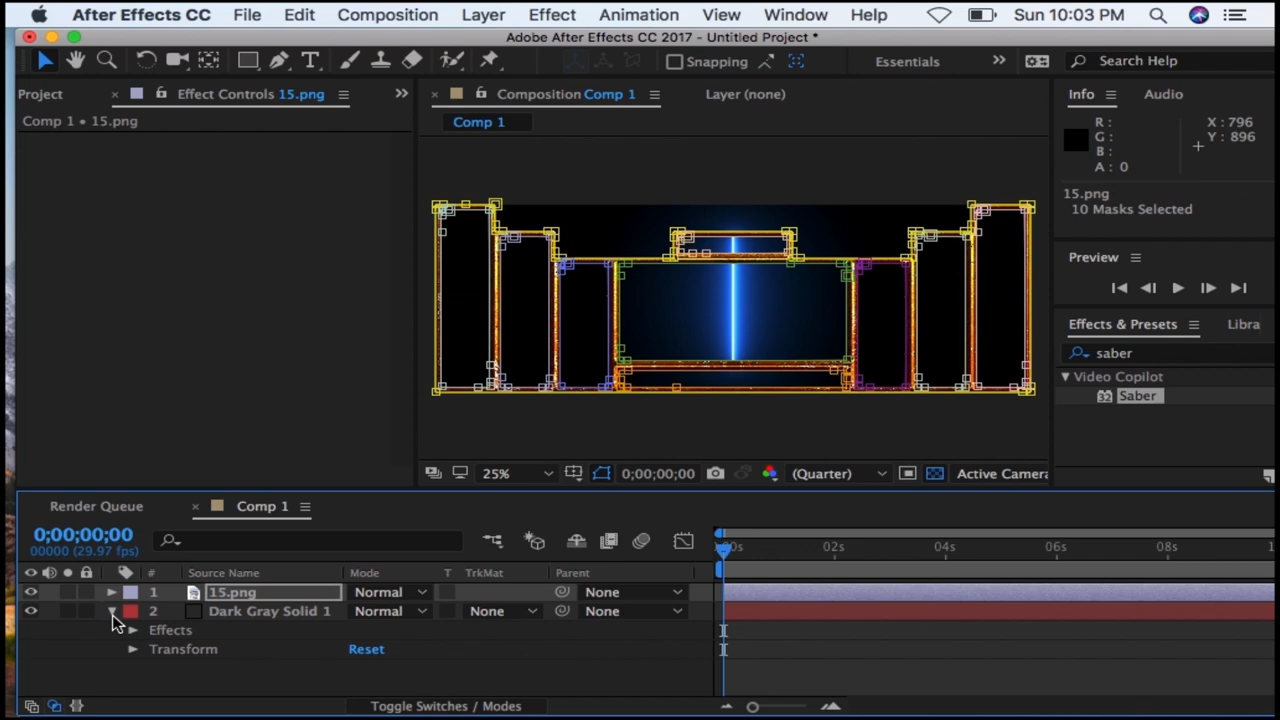 After Effects CC File Edit Composition Layer Effect Animation View Window Help Sun 10:03 PM
Adobe After Effects CC 2017 - Untitled Project *
Snapping Essentials Search Help
Project Effect Controls 15.png Composition Comp 1 Layer (none) Info Audio
Comp 1 • 15.png
Comp 1
R :
G :
B :
A : 0
X : 796
Y : 896
15.png
10 Masks Selected
Preview
Effects & Presets Libra
saber
Video Copilot
32 Saber
25% 0;00;00;00 (Quarter) Active Camera
Render Queue Comp 1
0;00;00;00
00000 (29.97 fps)
02s 04s 06s 08s
# Source Name Mode T TrkMat Parent
1 15.png Normal None
2 Dark Gray Solid 1 Normal None None
Effects
Transform Reset
Toggle Switches / Modes